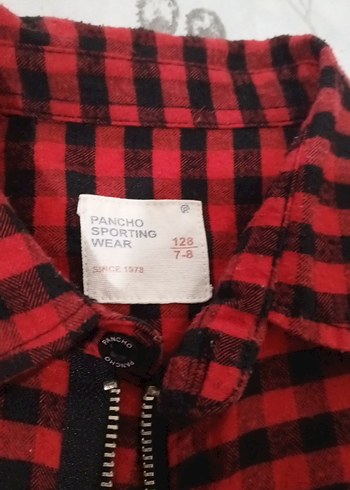 ®
PANCHO
SPORTING
WEAR
128
7-8
SINCE 1978
PANCHO
PANCHO